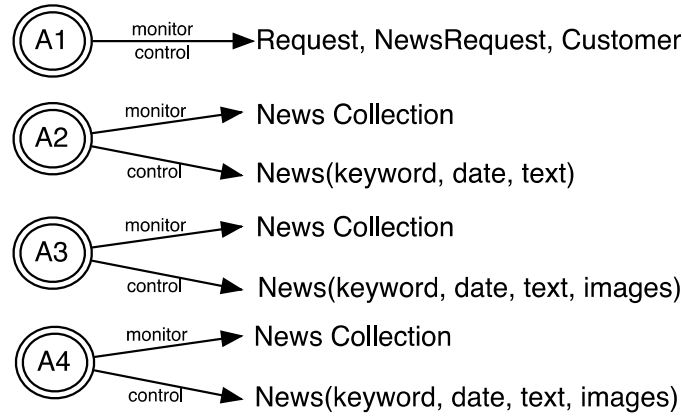 A1 monitor control Request, NewsRequest, Customer
A2 monitor News Collection
control News(keyword, date, text)
A3 monitor News Collection
control News(keyword, date, text, images)
A4 monitor News Collection
control News(keyword, date, text, images)